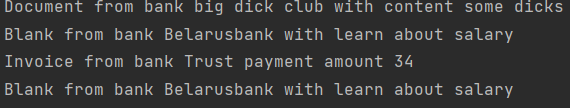 Document from bank big dick club with content some dicks
Blank from bank Belarusbank with learn about salary
Invoice from bank Trust payment amount 34
Blank from bank Belarusbank with learn about salary